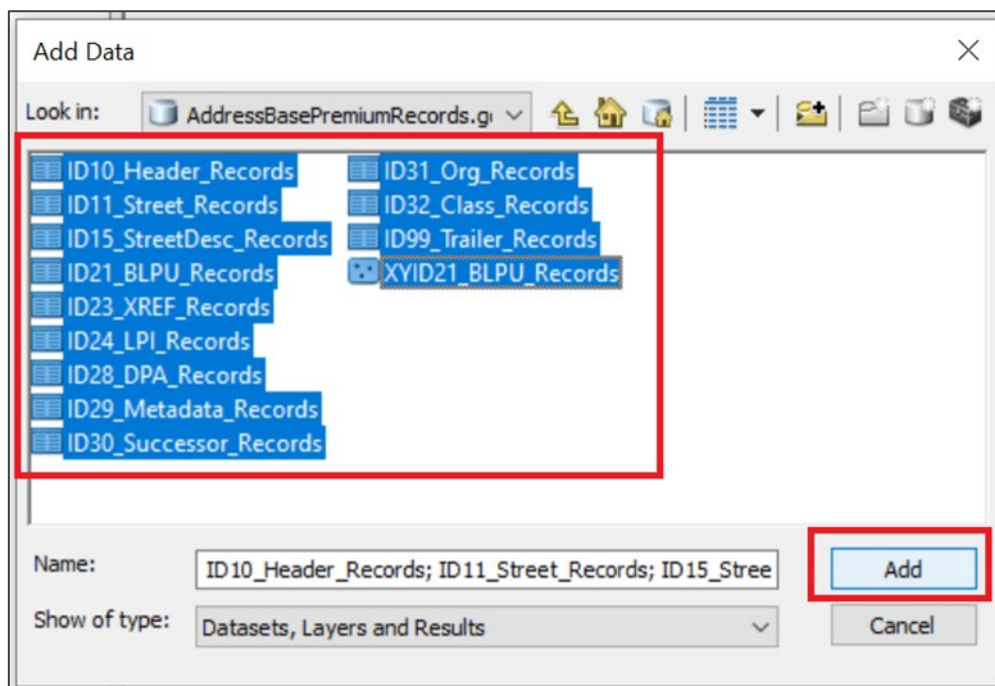 Add Data
Look in: AddressBasePremiumRecords.g
ID10_Header_Records
ID11_Street_Records
ID15_StreetDesc_Records
ID21_BLPU_Records
ID23_XREF_Records
ID24_LPI_Records
ID28_DPA_Records
ID29_Metadata_Records
ID30_Successor_Records
ID31_Org_Records
ID32_Class_Records
ID99_Trailer_Records
XYID21_BLPU_Records
Name: ID10_Header_Records; ID11_Street_Records; ID15_Stree Add
Show of type: Datasets, Layers and Results Cancel